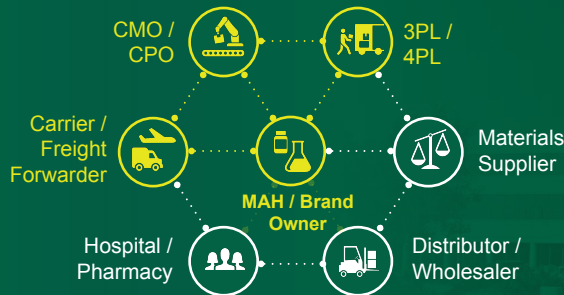 CMO /
CPO
3PL /
4PL
Carrier /
Freight
Forwarder
Materials
Supplier
MAH / Brand
Owner
Hospital /
Pharmacy
Distributor /
Wholesaler